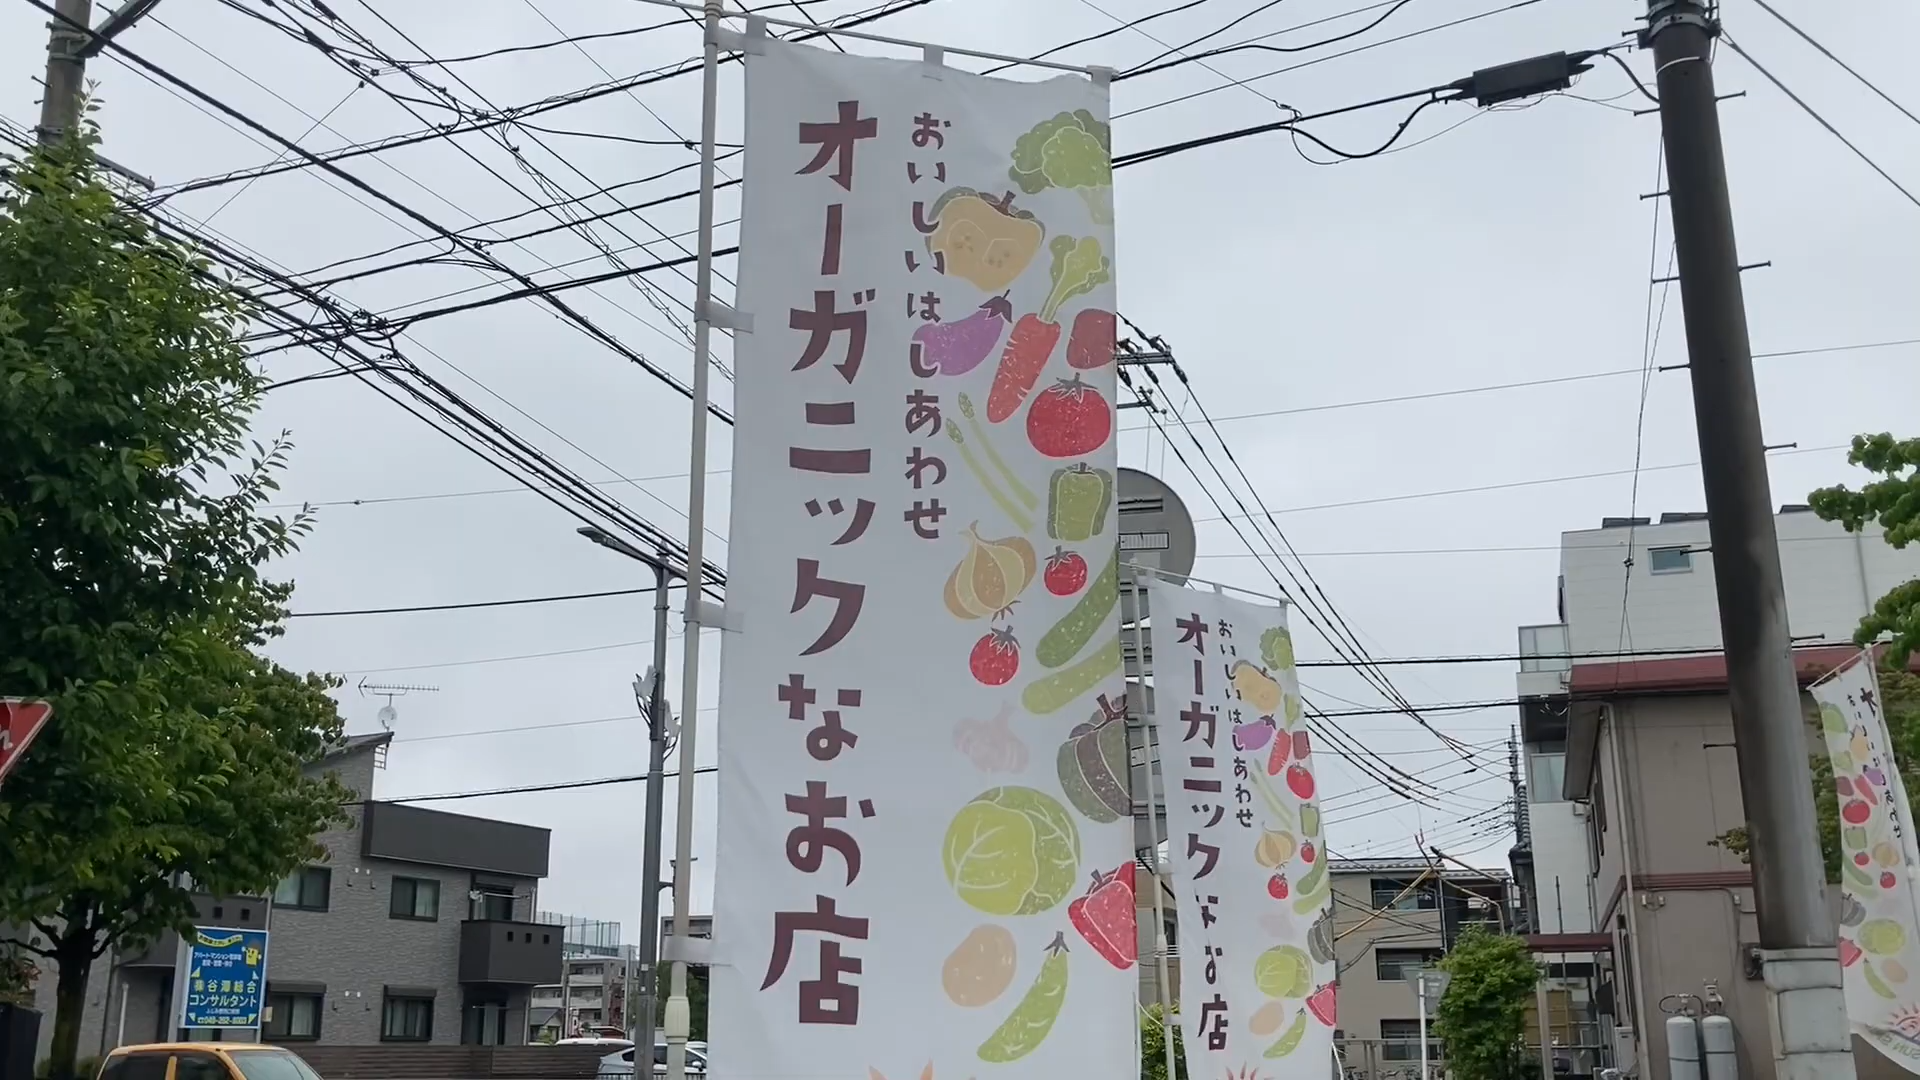 おいしいはしあわせ
オーガニックなお店
おいしいはしあわせ
オーガニックなお店
㈱谷澤総合
コンサルタント